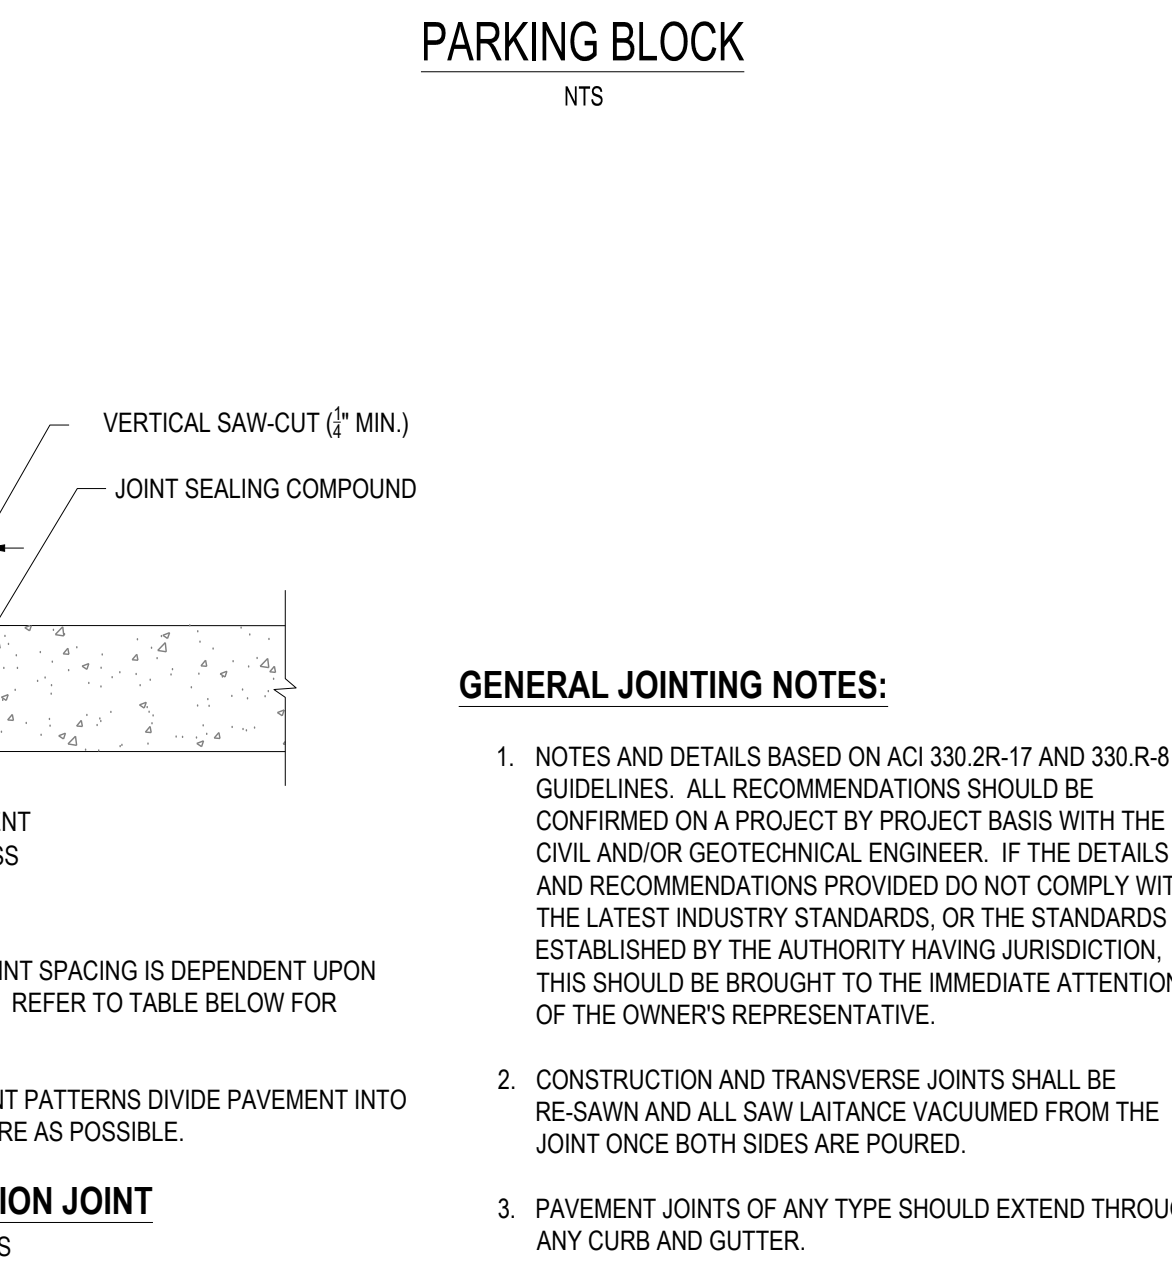 PARKING BLOCK
NTS
VERTICAL SAW-CUT (1/4" MIN.)
JOINT SEALING COMPOUND
ENT
SS
INT SPACING IS DEPENDENT UPON
REFER TO TABLE BELOW FOR
NT PATTERNS DIVIDE PAVEMENT INTO
RE AS POSSIBLE.
ION JOINT
S
GENERAL JOINTING NOTES:
1. NOTES AND DETAILS BASED ON ACI 330.2R-17 AND 330.R-8
GUIDELINES. ALL RECOMMENDATIONS SHOULD BE
CONFIRMED ON A PROJECT BY PROJECT BASIS WITH THE
CIVIL AND/OR GEOTECHNICAL ENGINEER. IF THE DETAILS
AND RECOMMENDATIONS PROVIDED DO NOT COMPLY WIT
THE LATEST INDUSTRY STANDARDS, OR THE STANDARDS
ESTABLISHED BY THE AUTHORITY HAVING JURISDICTION,
THIS SHOULD BE BROUGHT TO THE IMMEDIATE ATTENTION
OF THE OWNER'S REPRESENTATIVE.
2. CONSTRUCTION AND TRANSVERSE JOINTS SHALL BE
RE-SAWN AND ALL SAW LAITANCE VACUUMED FROM THE
JOINT ONCE BOTH SIDES ARE POURED.
3. PAVEMENT JOINTS OF ANY TYPE SHOULD EXTEND THROUG
ANY CURB AND GUTTER.